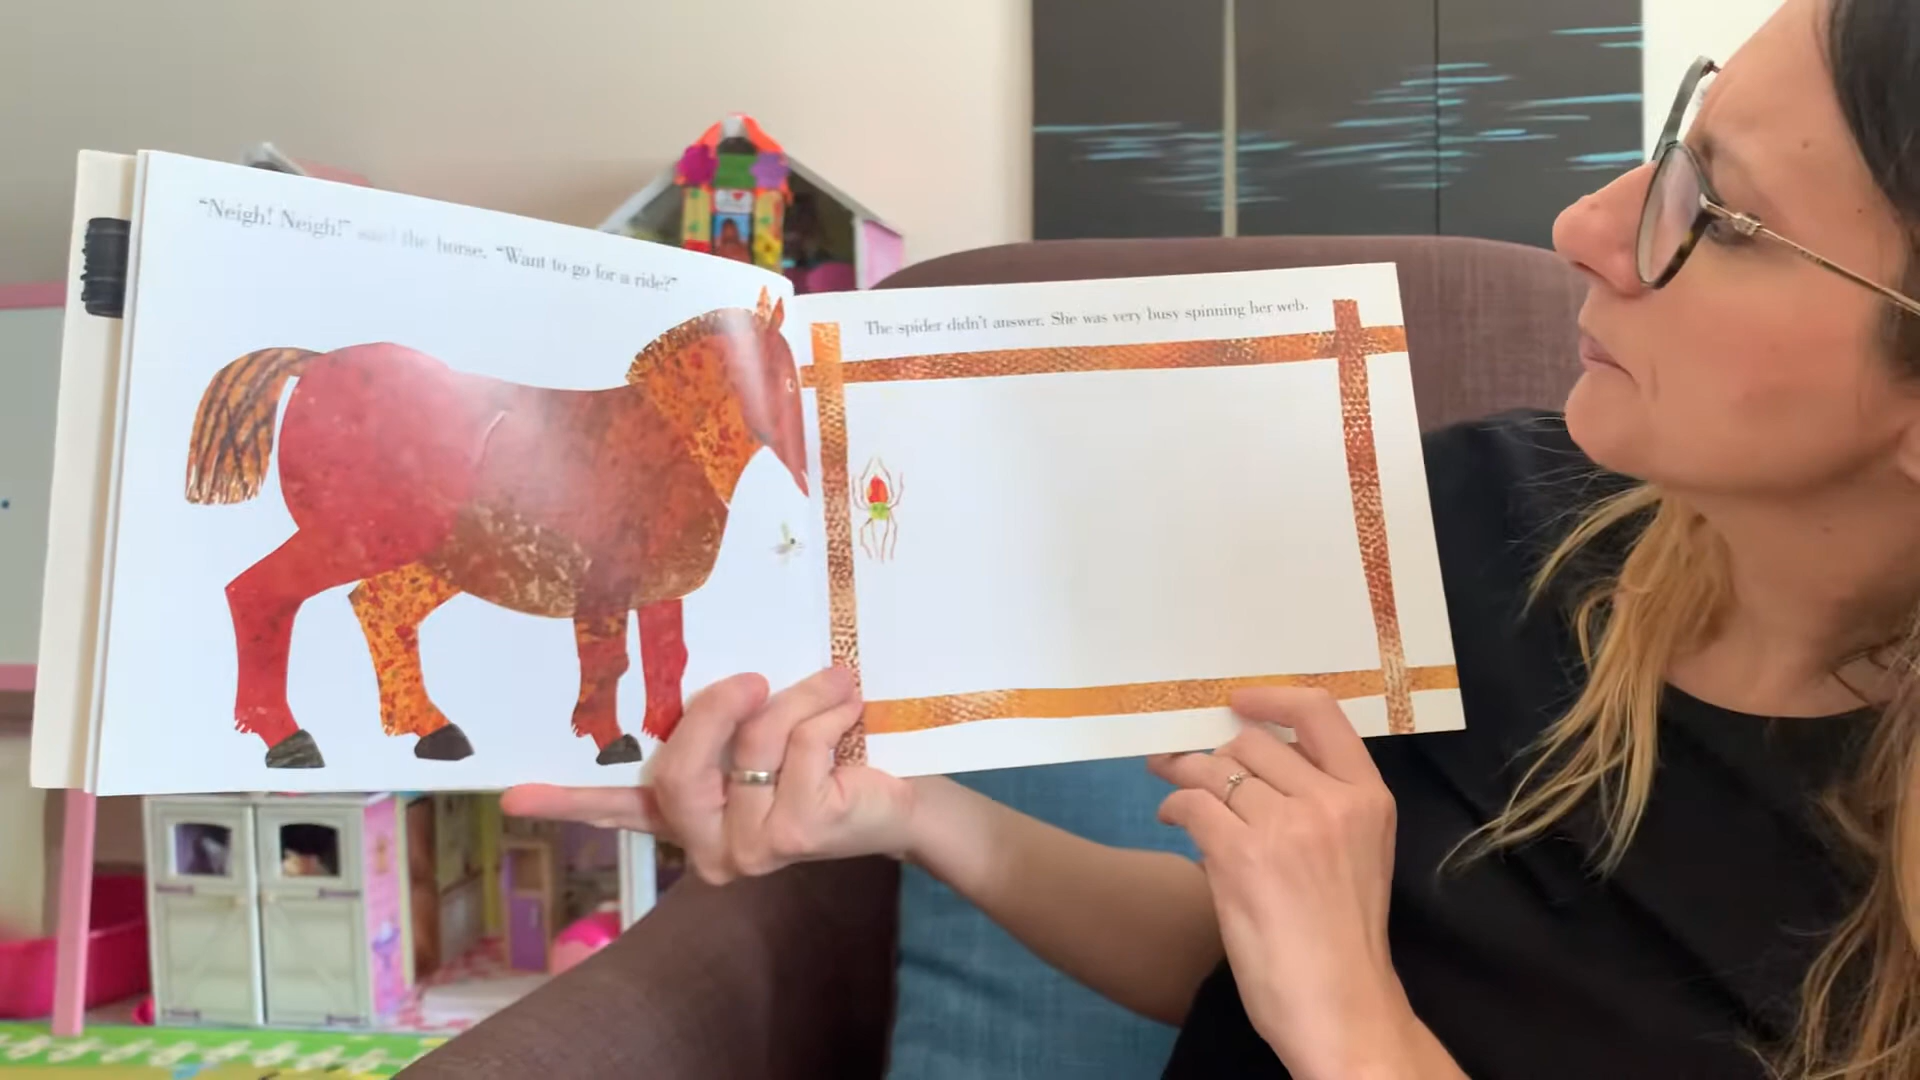 “Neigh! Neigh!” said the horse. “Want to go for a ride?”
The spider didn’t answer. She was very busy spinning her web.